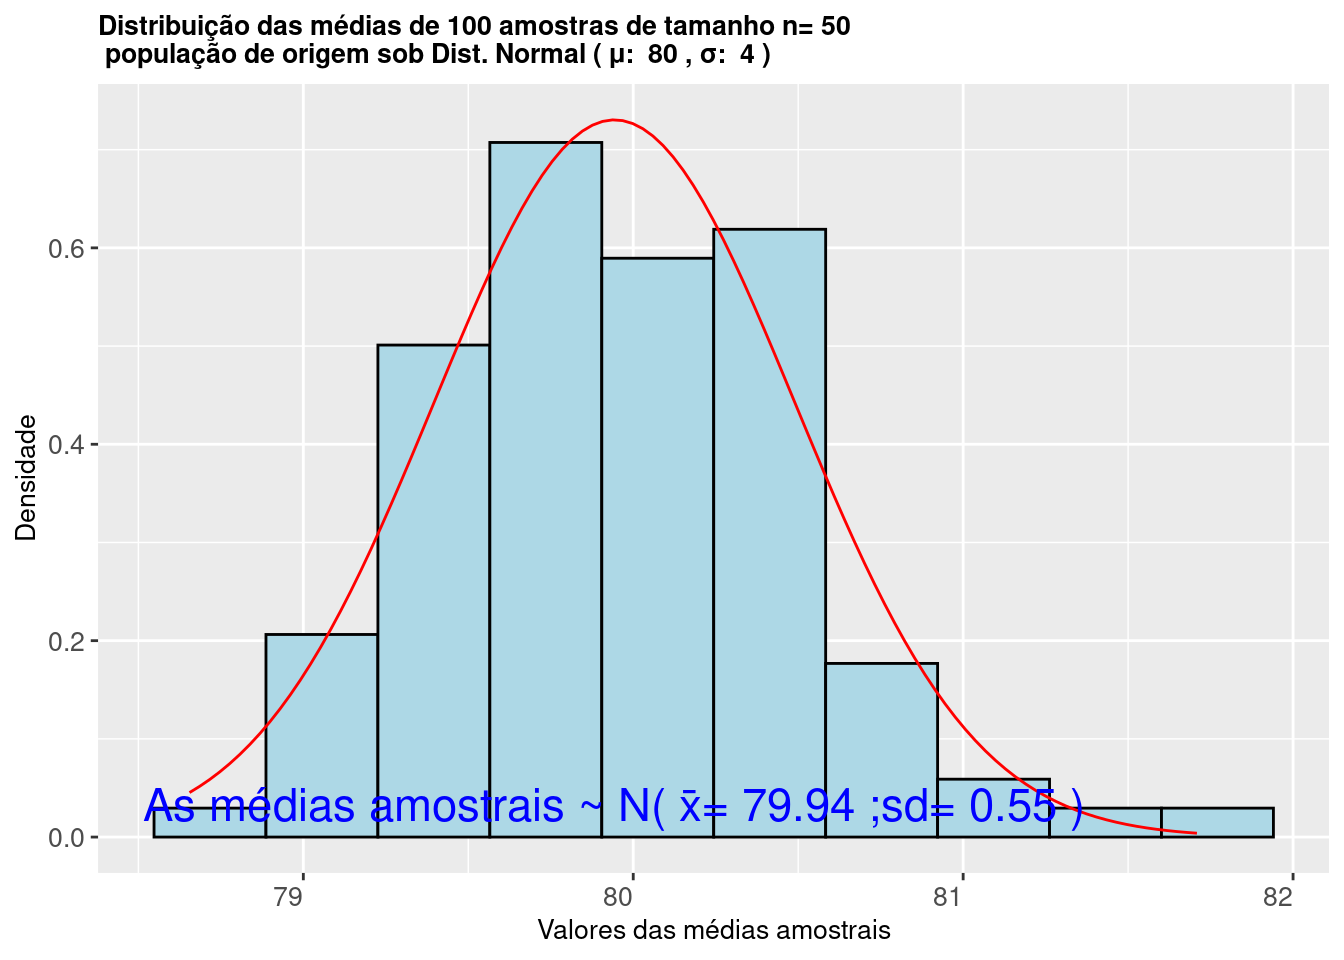 Distribuição das médias de 100 amostras de tamanho n= 50
população de origem sob Dist. Normal ( μ:  80 , σ:  4 )
Densidade
0.6
0.4
0.2
0.0
As médias amostrais ~ N( x̄= 79.94 ;sd= 0.55 )
79 80 81 82
Valores das médias amostrais